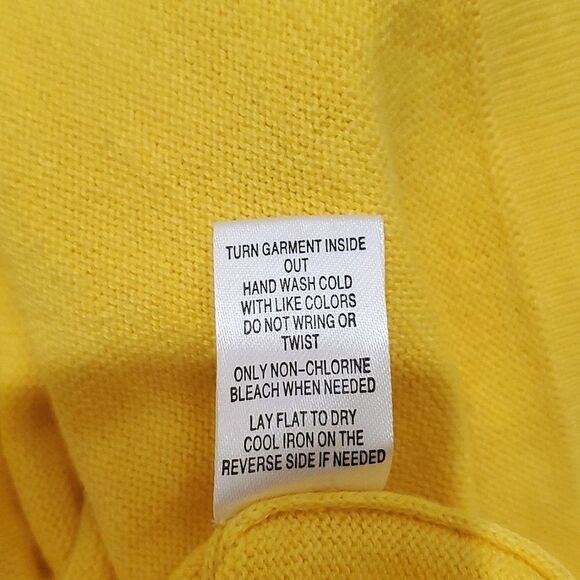 TURN GARMENT INSIDE
OUT
HAND WASH COLD
WITH LIKE COLORS
DO NOT WRING OR
TWIST
ONLY NON-CHLORINE
BLEACH WHEN NEEDED
LAY FLAT TO DRY
COOL IRON ON THE
REVERSE SIDE IF NEEDED